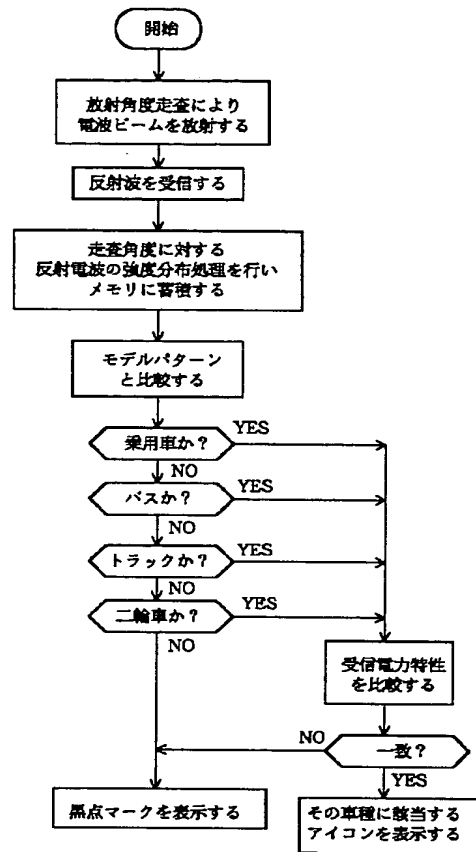 開始
放射角度走査により
電波ビームを放射する
反射波を受信する
走査角度に対する
反射電波の強度分布処理を行い
メモリに蓄積する
モデルパターン
と比較する
乗用車か？
YES
NO
バスか？
YES
NO
トラックか？
YES
NO
二輪車か？
YES
NO
受信電力特性
を比較する
一致？
NO
YES
黒点マークを表示する
その車種に該当する
アイコンを表示する